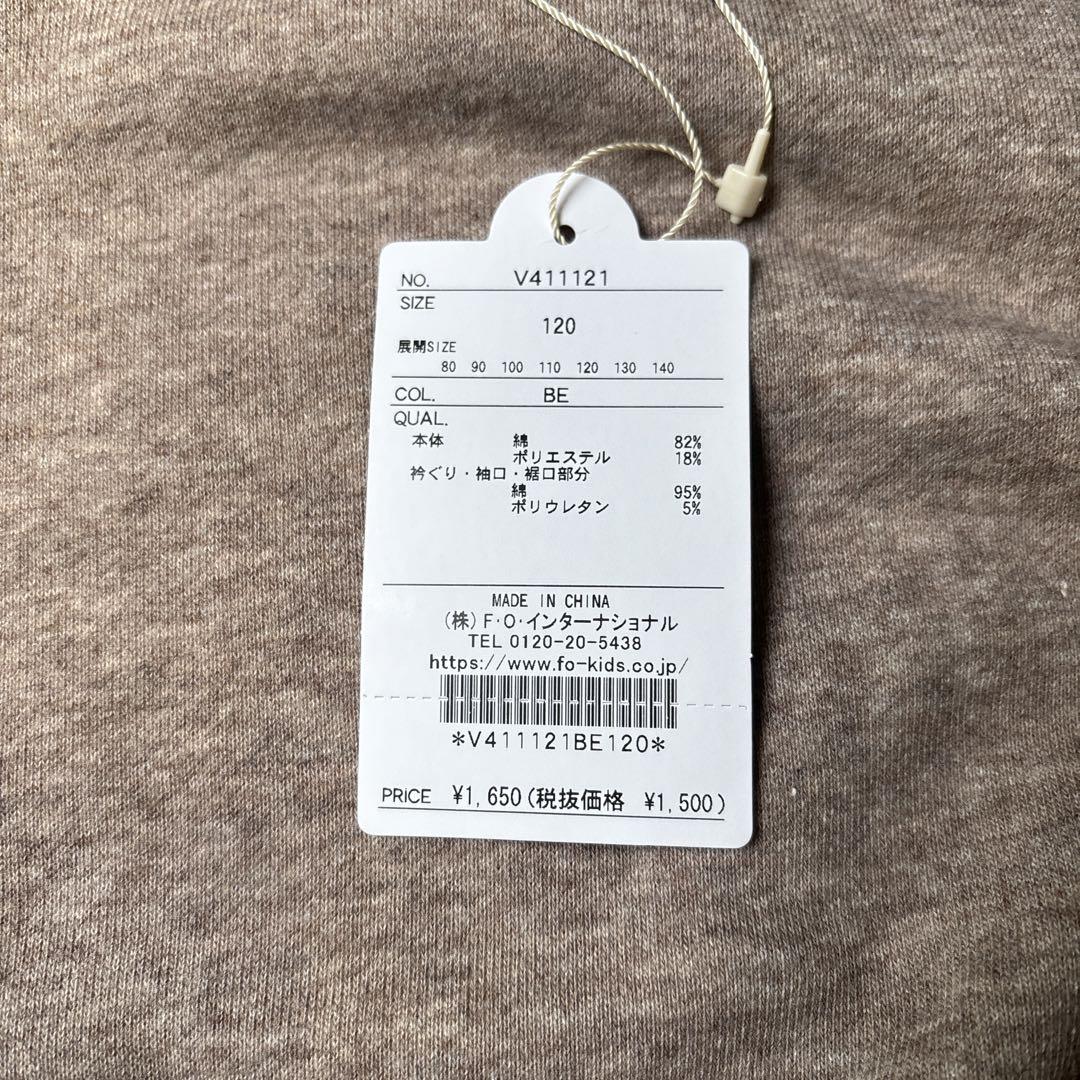 NO. V411121
SIZE
120
展開SIZE
80 90 100 110 120 130 140
COL. BE
QUAL.
本体 綿 82%
ポリエステル 18%
衿ぐり・袖口・裾口部分
綿 95%
ポリウレタン 5%
MADE IN CHINA
(株)F・O・インターナショナル
TEL 0120-20-5438
https://www.fo-kids.co.jp/
*V411121BE120*
PRICE ¥1,650(税抜価格 ¥1,500)